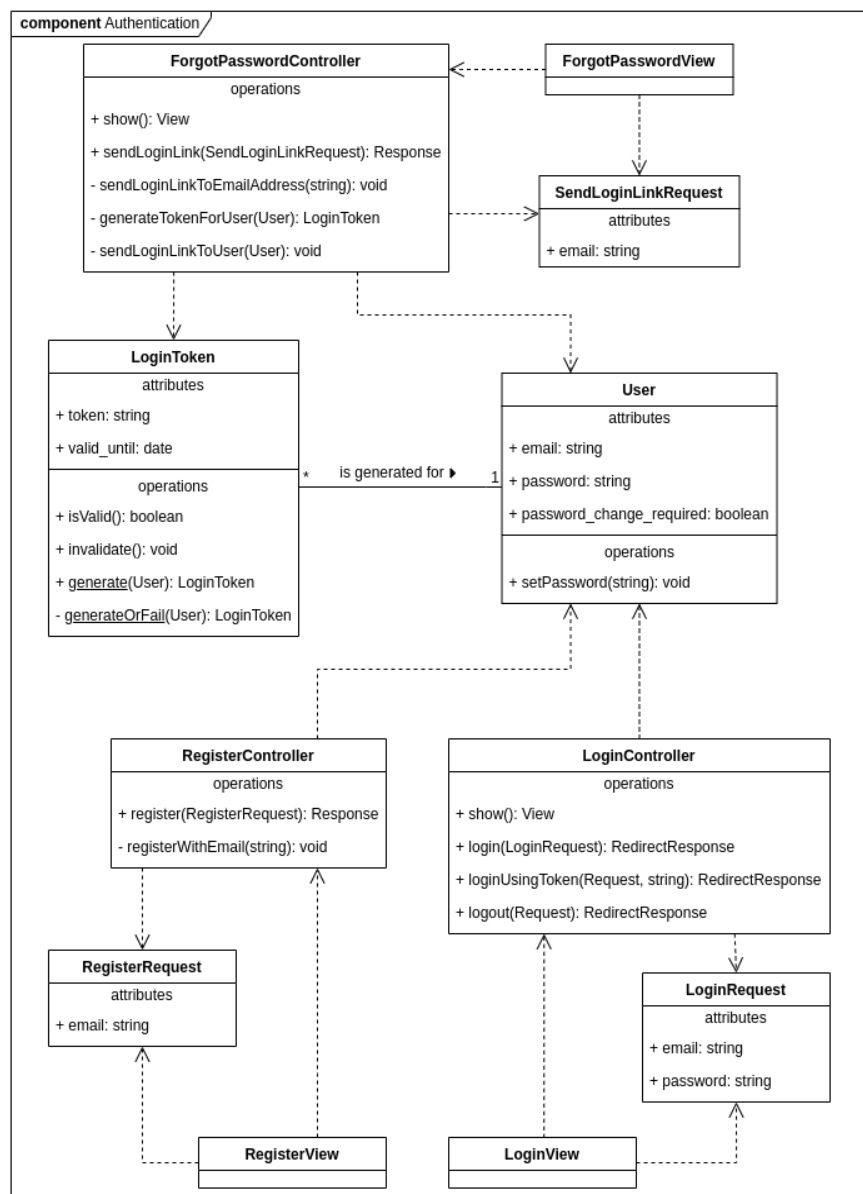 component Authentication
ForgotPasswordController
operations
+ show(): View
+ sendLoginLink(SendLoginLinkRequest): Response
- sendLoginLinkToEmailAddress(string): void
- generateTokenForUser(User): LoginToken
- sendLoginLinkToUser(User): void
ForgotPasswordView
SendLoginLinkRequest
attributes
+ email: string
LoginToken
attributes
+ token: string
+ valid_until: date
operations
+ isValid(): boolean
+ invalidate(): void
+ generate(User): LoginToken
- generateOrFail(User): LoginToken
* is generated for 1
User
attributes
+ email: string
+ password: string
+ password_change_required: boolean
operations
+ setPassword(string): void
RegisterController
operations
+ register(RegisterRequest): Response
- registerWithEmail(string): void
LoginController
operations
+ show(): View
+ login(LoginRequest): RedirectResponse
+ loginUsingToken(Request, string): RedirectResponse
+ logout(Request): RedirectResponse
RegisterRequest
attributes
+ email: string
LoginRequest
attributes
+ email: string
+ password: string
RegisterView
LoginView